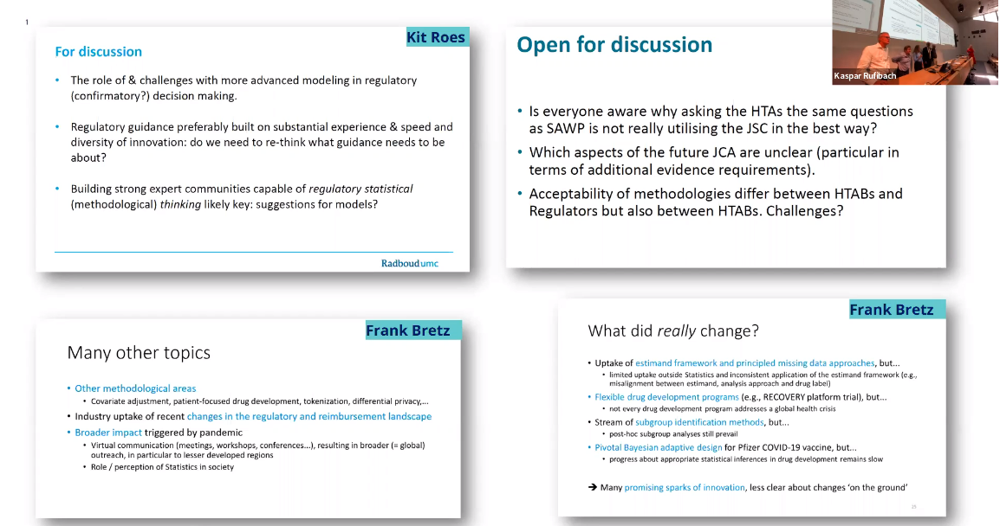 1
Kit Roes
For discussion
• The role of & challenges with more advanced modeling in regulatory
(confirmatory?) decision making.
• Regulatory guidance preferably built on substantial experience & speed and
diversity of innovation: do we need to re-think what guidance needs to be
about?
• Building strong expert communities capable of regulatory statistical
(methodological) thinking likely key: suggestions for models?
Radboudumc
Open for discussion
Kaspar Rufibach
• Is everyone aware why asking the HTAs the same questions
as SAWP is not really utilising the JSC in the best way?
• Which aspects of the future JCA are unclear (particular in
terms of additional evidence requirements).
• Acceptability of methodologies differ between HTABs and
Regulators but also between HTABs. Challenges?
Frank Bretz
Many other topics
• Other methodological areas
• Covariate adjustment, patient-focused drug development, tokenization, differential privacy,...
• Industry uptake of recent changes in the regulatory and reimbursement landscape
• Broader impact triggered by pandemic
• Virtual communication (meetings, workshops, conferences...), resulting in broader (= global)
outreach, in particular to lesser developed regions
• Role / perception of Statistics in society
Frank Bretz
What did really change?
• Uptake of estimand framework and principled missing data approaches, but...
• limited uptake outside Statistics and inconsistent application of the estimand framework (e.g.,
misalignment between estimand, analysis approach and drug label)
• Flexible drug development programs (e.g., RECOVERY platform trial), but...
• not every drug development program addresses a global health crisis
• Stream of subgroup identification methods, but...
• post-hoc subgroup analyses still prevail
• Pivotal Bayesian adaptive design for Pfizer COVID-19 vaccine, but...
• progress about appropriate statistical inferences in drug development remains slow
➔ Many promising sparks of innovation, less clear about changes ‘on the ground’